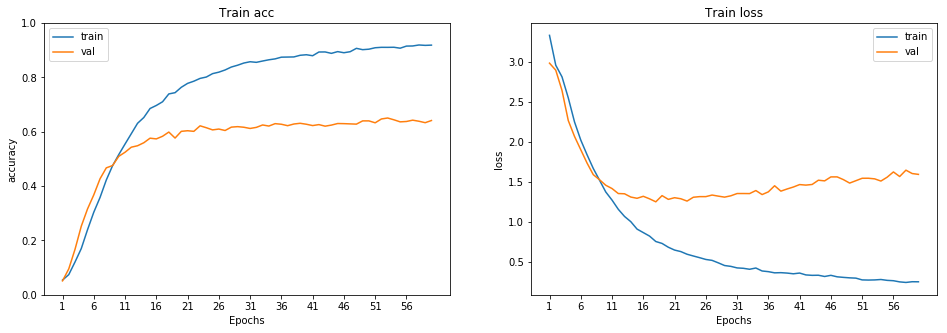 Train acc
train
val
1.0
0.8
0.6
0.4
0.2
0.0
accuracy
1 6 11 16 21 26 31 36 41 46 51 56
Epochs
Train loss
train
val
3.0
2.5
2.0
1.5
1.0
0.5
loss
1 6 11 16 21 26 31 36 41 46 51 56
Epochs